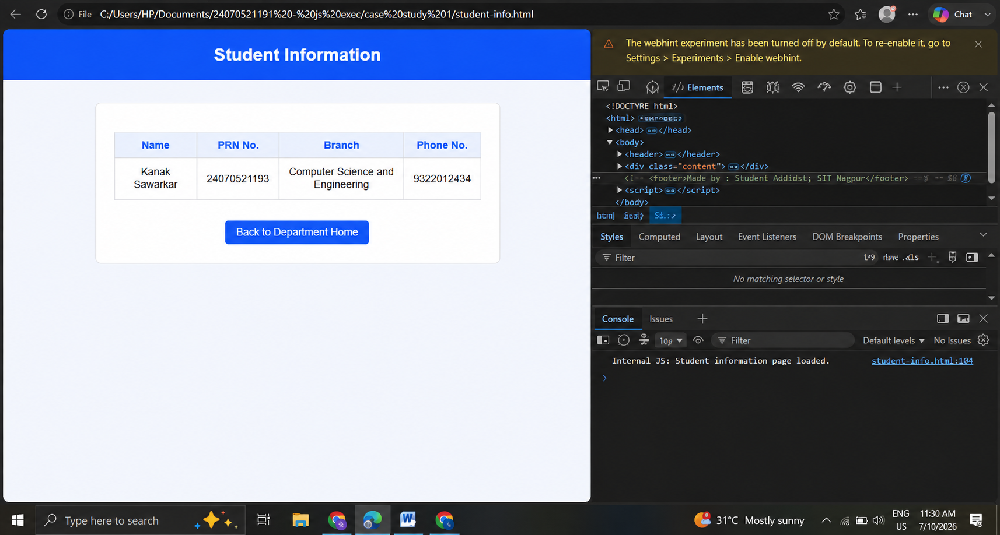 File C:/Users/HP/Documents/24070521191%20-%20js%20exec/case%20study%201/student-info.html
Chat
Student Information
Name PRN No. Branch Phone No.
Kanak Sawarkar 24070521193 Computer Science and Engineering 9322012434
Back to Department Home
The webhint experiment has been turned off by default. To re-enable it, go to
Settings > Experiments > Enable webhint.
Elements
<!DOCTYPE html>
<html>
<head> </head>
<body>
<header> </header>
<div class="content"> </div>
<!-- <footer>Made by : Student Addidst; SIT Nagpur</footer>
<script> </script>
</body>
html
Styles Computed Layout Event Listeners DOM Breakpoints Properties
Filter
No matching selector or style
Console Issues
Filter Default levels No Issues
Internal JS: Student information page loaded. student-info.html:104
Type here to search
31°C Mostly sunny
ENG
US
11:30 AM
7/10/2026